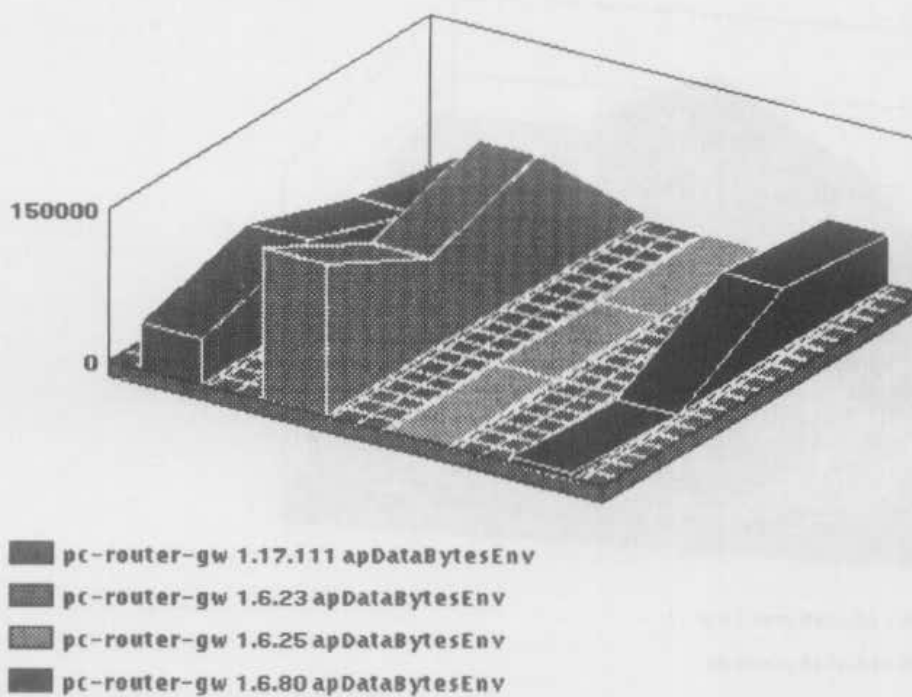 150000
0
pc-router-gw 1.17.111 apDataBytesEnv
pc-router-gw 1.6.23 apDataBytesEnv
pc-router-gw 1.6.25 apDataBytesEnv
pc-router-gw 1.6.80 apDataBytesEnv